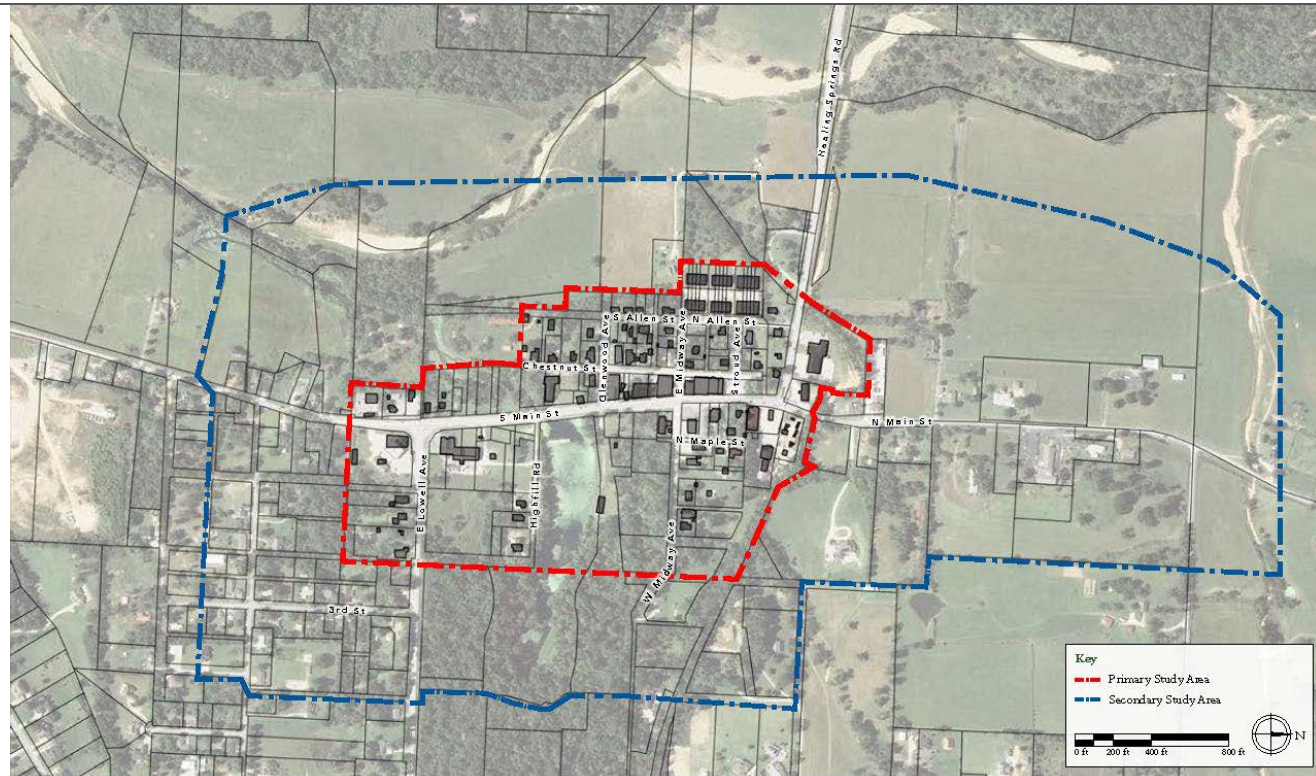 Healing Springs Rd
S Allen St
N Allen St
Glenwood Ave
E Midway Ave
Stroud Ave
Chestnut St
S Main St
N Main St
N Maple St
E Lowell Ave
Highfill Rd
W Midway Ave
3rd St
Key
Primary Study Area
Secondary Study Area
N
0 ft 200 ft 400 ft 800 ft